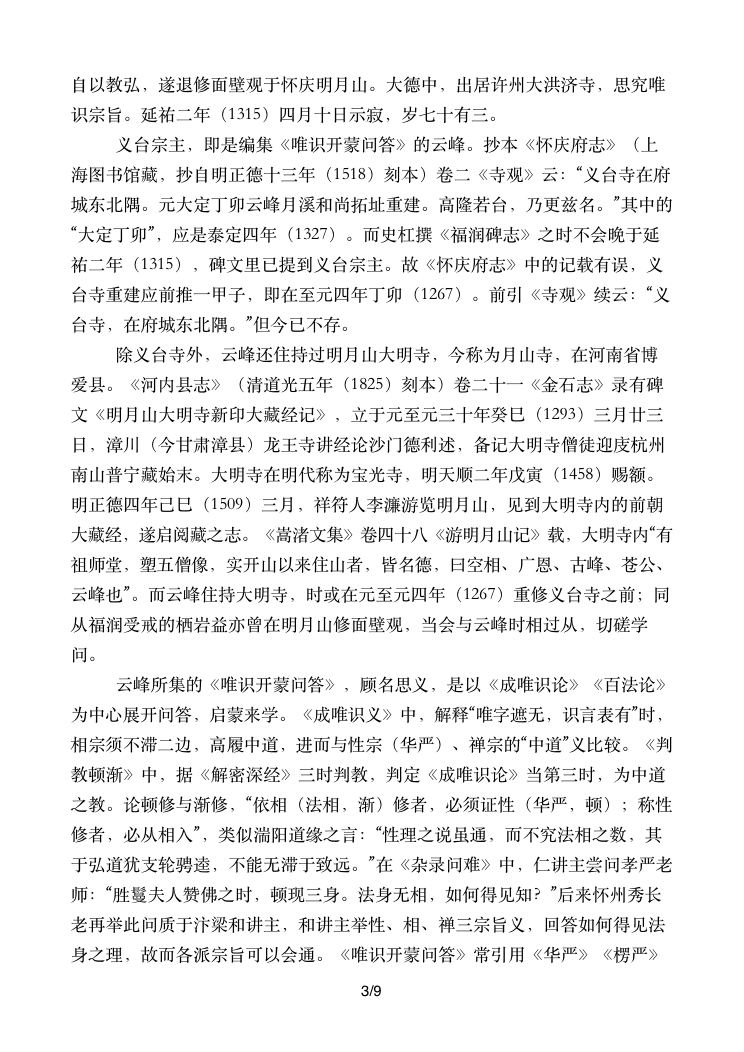 自以教弘，遂退修面壁观于怀庆明月山。大德中，出居许州大洪济寺，思究唯
识宗旨。延祐二年（1315）四月十日示寂，岁七十有三。
义台宗主，即是编集《唯识开蒙问答》的云峰。抄本《怀庆府志》（上
海图书馆藏，抄自明正德十三年（1518）刻本）卷二《寺观》云：“义台寺在府
城东北隅。元大定丁卯云峰月溪和尚拓址重建。高隆若台，乃更兹名。”其中的
“大定丁卯”，应是泰定四年（1327）。而史杠撰《福润碑志》之时不会晚于延
祐二年（1315），碑文里已提到义台宗主。故《怀庆府志》中的记载有误，义
台寺重建应前推一甲子，即在至元四年丁卯（1267）。前引《寺观》续云：“义
台寺，在府城东北隅。”但今已不存。
除义台寺外，云峰还住持过明月山大明寺，今称为月山寺，在河南省博
爱县。《河内县志》（清道光五年（1825）刻本）卷二十一《金石志》录有碑
文《明月山大明寺新印大藏经记》，立于元至元三十年癸巳（1293）三月廿三
日，漳川（今甘肃漳县）龙王寺讲经论沙门德利述，备记大明寺僧徒迎庋杭州
南山普宁藏始末。大明寺在明代称为宝光寺，明天顺二年戊寅（1458）赐额。
明正德四年己巳（1509）三月，祥符人李濂游览明月山，见到大明寺内的前朝
大藏经，遂启阅藏之志。《嵩渚文集》卷四十八《游明月山记》载，大明寺内“有
祖师堂，塑五僧像，实开山以来住山者，皆名德，曰空相、广恩、古峰、苍公、
云峰也”。而云峰住持大明寺，时或在元至元四年（1267）重修义台寺之前；同
从福润受戒的栖岩益亦曾在明月山修面壁观，当会与云峰时相过从，切磋学
问。
云峰所集的《唯识开蒙问答》，顾名思义，是以《成唯识论》《百法论》
为中心展开问答，启蒙来学。《成唯识义》中，解释“唯字遮无，识言表有”时，
相宗须不滞二边，高履中道，进而与性宗（华严）、禅宗的“中道”义比较。《判
教顿渐》中，据《解密深经》三时判教，判定《成唯识论》当第三时，为中道
之教。论顿修与渐修，“依相（法相，渐）修者，必须证性（华严，顿）；称性
修者，必从相入”，类似湍阳道缘之言：“性理之说虽通，而不究法相之数，其
于弘道犹支轮骋逵，不能无滞于致远。”在《杂录问难》中，仁讲主尝问孝严老
师：“胜鬘夫人赞佛之时，顿现三身。法身无相，如何得见知？”后来怀州秀长
老再举此问质于汴梁和讲主，和讲主举性、相、禅三宗旨义，回答如何得见法
身之理，故而各派宗旨可以会通。《唯识开蒙问答》常引用《华严》《楞严》
3/9